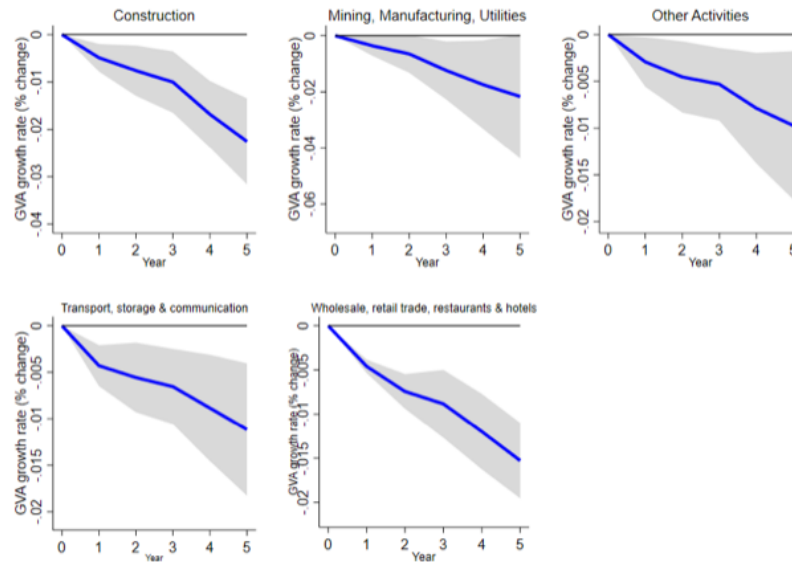 Construction
GVA growth rate (% change)
0
-.01
-.02
-.03
-.04
0 1 2 3 4 5
Year
Mining, Manufacturing, Utilities
GVA growth rate (% change)
0
-.02
-.04
-.06
0 1 2 3 4 5
Year
Other Activities
GVA growth rate (% change)
0
-.005
-.01
-.015
-.02
0 1 2 3 4 5
Year
Transport, storage & communication
GVA growth rate (% change)
0
-.005
-.01
-.015
-.02
0 1 2 3 4 5
Year
Wholesale, retail trade, restaurants & hotels
GVA growth rate (% change)
0
-.005
-.01
-.015
-.02
0 1 2 3 4 5
Year